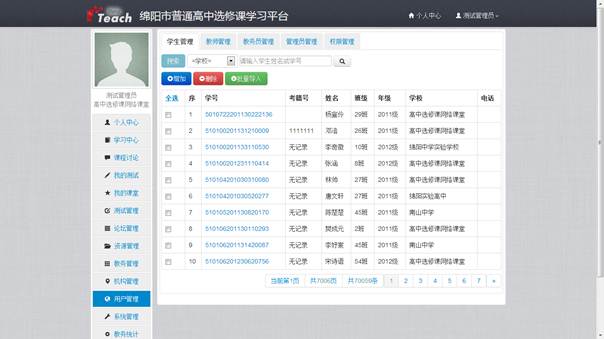 Teach 绵阳市普通高中选修课学习平台 个人中心 测试管理员
学生管理 教师管理 教务员管理 管理员管理 权限管理
搜索 <学校> 请输入学生姓名或学号
增加 删除 批量导入
测试管理员
高中选修课网络课堂
个人中心
学习中心
课程讨论
我的测试
我的课堂
测试管理
论坛管理
资源管理
教务管理
机构管理
用户管理
系统管理
教务统计
全选 序 学号 考籍号 姓名 班级 年级 学校 电话
1 5010722201130222136 29班 2011级 高中选修课网络课堂
2 510100201131210009 1111111 26班 2011级 高中选修课网络课堂
3 510100201133110530 无记录 10班 2012级 绵阳中学实验学校
4 510100201231110414 无记录 张涵 8班 2012级 高中选修课网络课堂
5 510104201030310080 无记录 林帅 27班 2011级 高中选修课网络课堂
6 510104201030520277 无记录 唐文轩 27班 2012级 绵阳实验高中
7 510105201130820170 无记录 陈楚楚 45班 2011级 南山中学
8 510106201130110293 无记录 樊成元 2班 2011级 高中选修课网络课堂
9 510106201131420087 无记录 45班 2011级 南山中学
10 510106201230620756 无记录 宋诗语 54班 2012级 高中选修课网络课堂
当前第1页 共7006页 共70059条 1 2 3 4 5 6 7 »